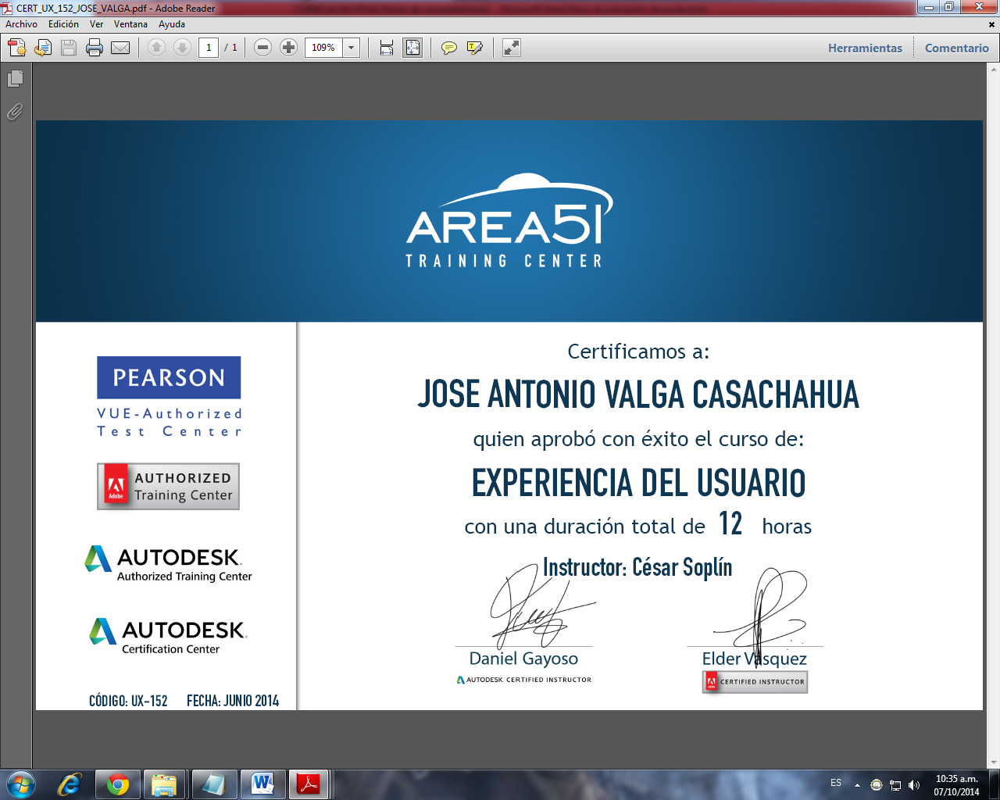 CERT_UX_152_JOSE_VALGA.pdf - Adobe Reader
Archivo Edición Ver Ventana Ayuda
1 / 1 109% Herramientas Comentario
AREA51
TRAINING CENTER
PEARSON
VUE-Authorized
Test Center
Adobe
AUTHORIZED
Training Center
AUTODESK.
Authorized Training Center
AUTODESK.
Certification Center
CÓDIGO: UX-152 FECHA: JUNIO 2014
Certificamos a:
JOSE ANTONIO VALGA CASACHAHUA
quien aprobó con éxito el curso de:
EXPERIENCIA DEL USUARIO
con una duración total de 12 horas
Instructor: César Soplín
Daniel Gayoso
AUTODESK. CERTIFIED INSTRUCTOR
Elder Vasquez
Adobe CERTIFIED INSTRUCTOR
ES
10:35 a.m.
07/10/2014